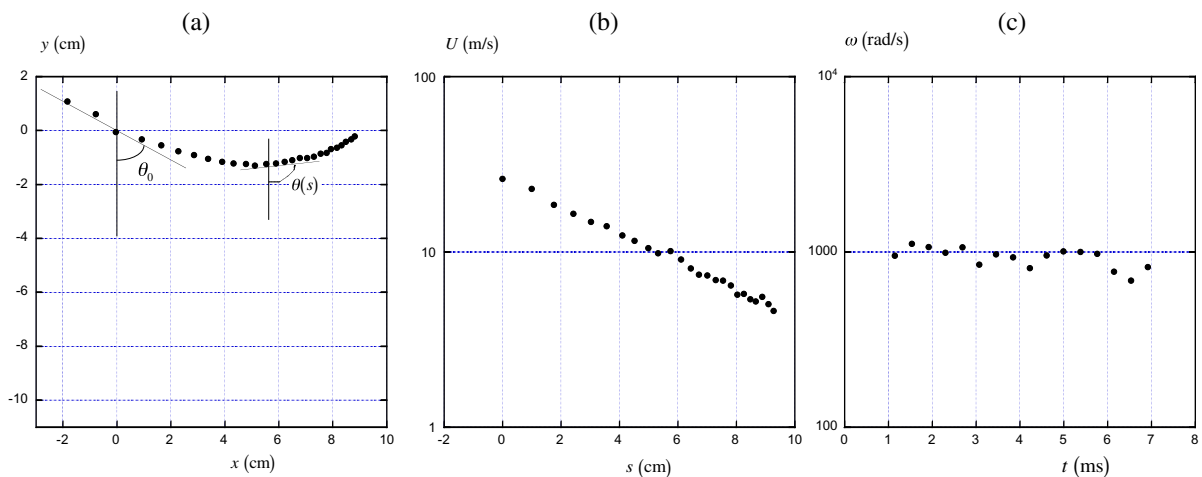 (a)
y (cm)
2
0
-2
-4
-6
-8
-10
θ₀
θ(s)
-2 0 2 4 6 8 10
x (cm)
(b)
U (m/s)
100
10
1
-2 0 2 4 6 8 10
s (cm)
(c)
ω (rad/s)
10⁴
1000
100
0 1 2 3 4 5 6 7 8
t (ms)